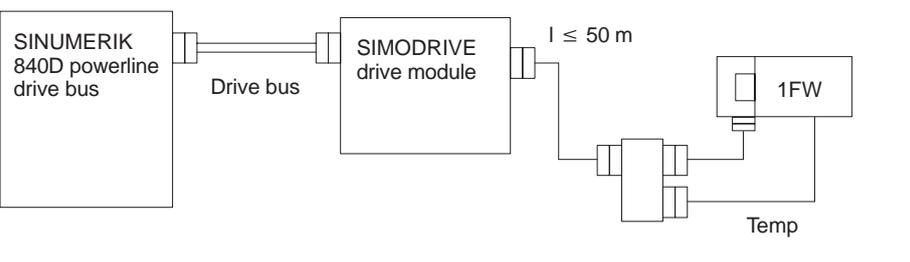 SINUMERIK
840D powerline
drive bus
Drive bus
SIMODRIVE
drive module
l ≤ 50 m
1FW
Temp